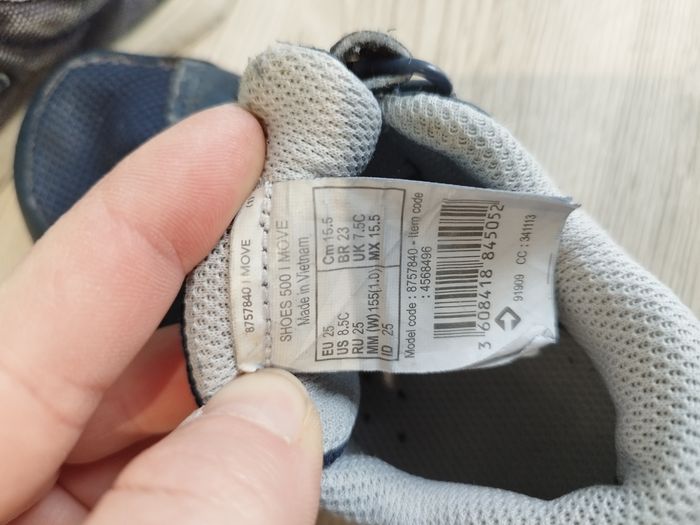 8757840 I MOVE
SHOES 500 I MOVE
Made in Vietnam
EU 25 Cm 15.5
US 8.5C BR 23
RU 25 UK 7.5C
MM (W)155(1.0) MX 15.5
ID 25
Model code : 8757840 - Item code
: 4568496
3 608418 845052
91909 CC : 341113